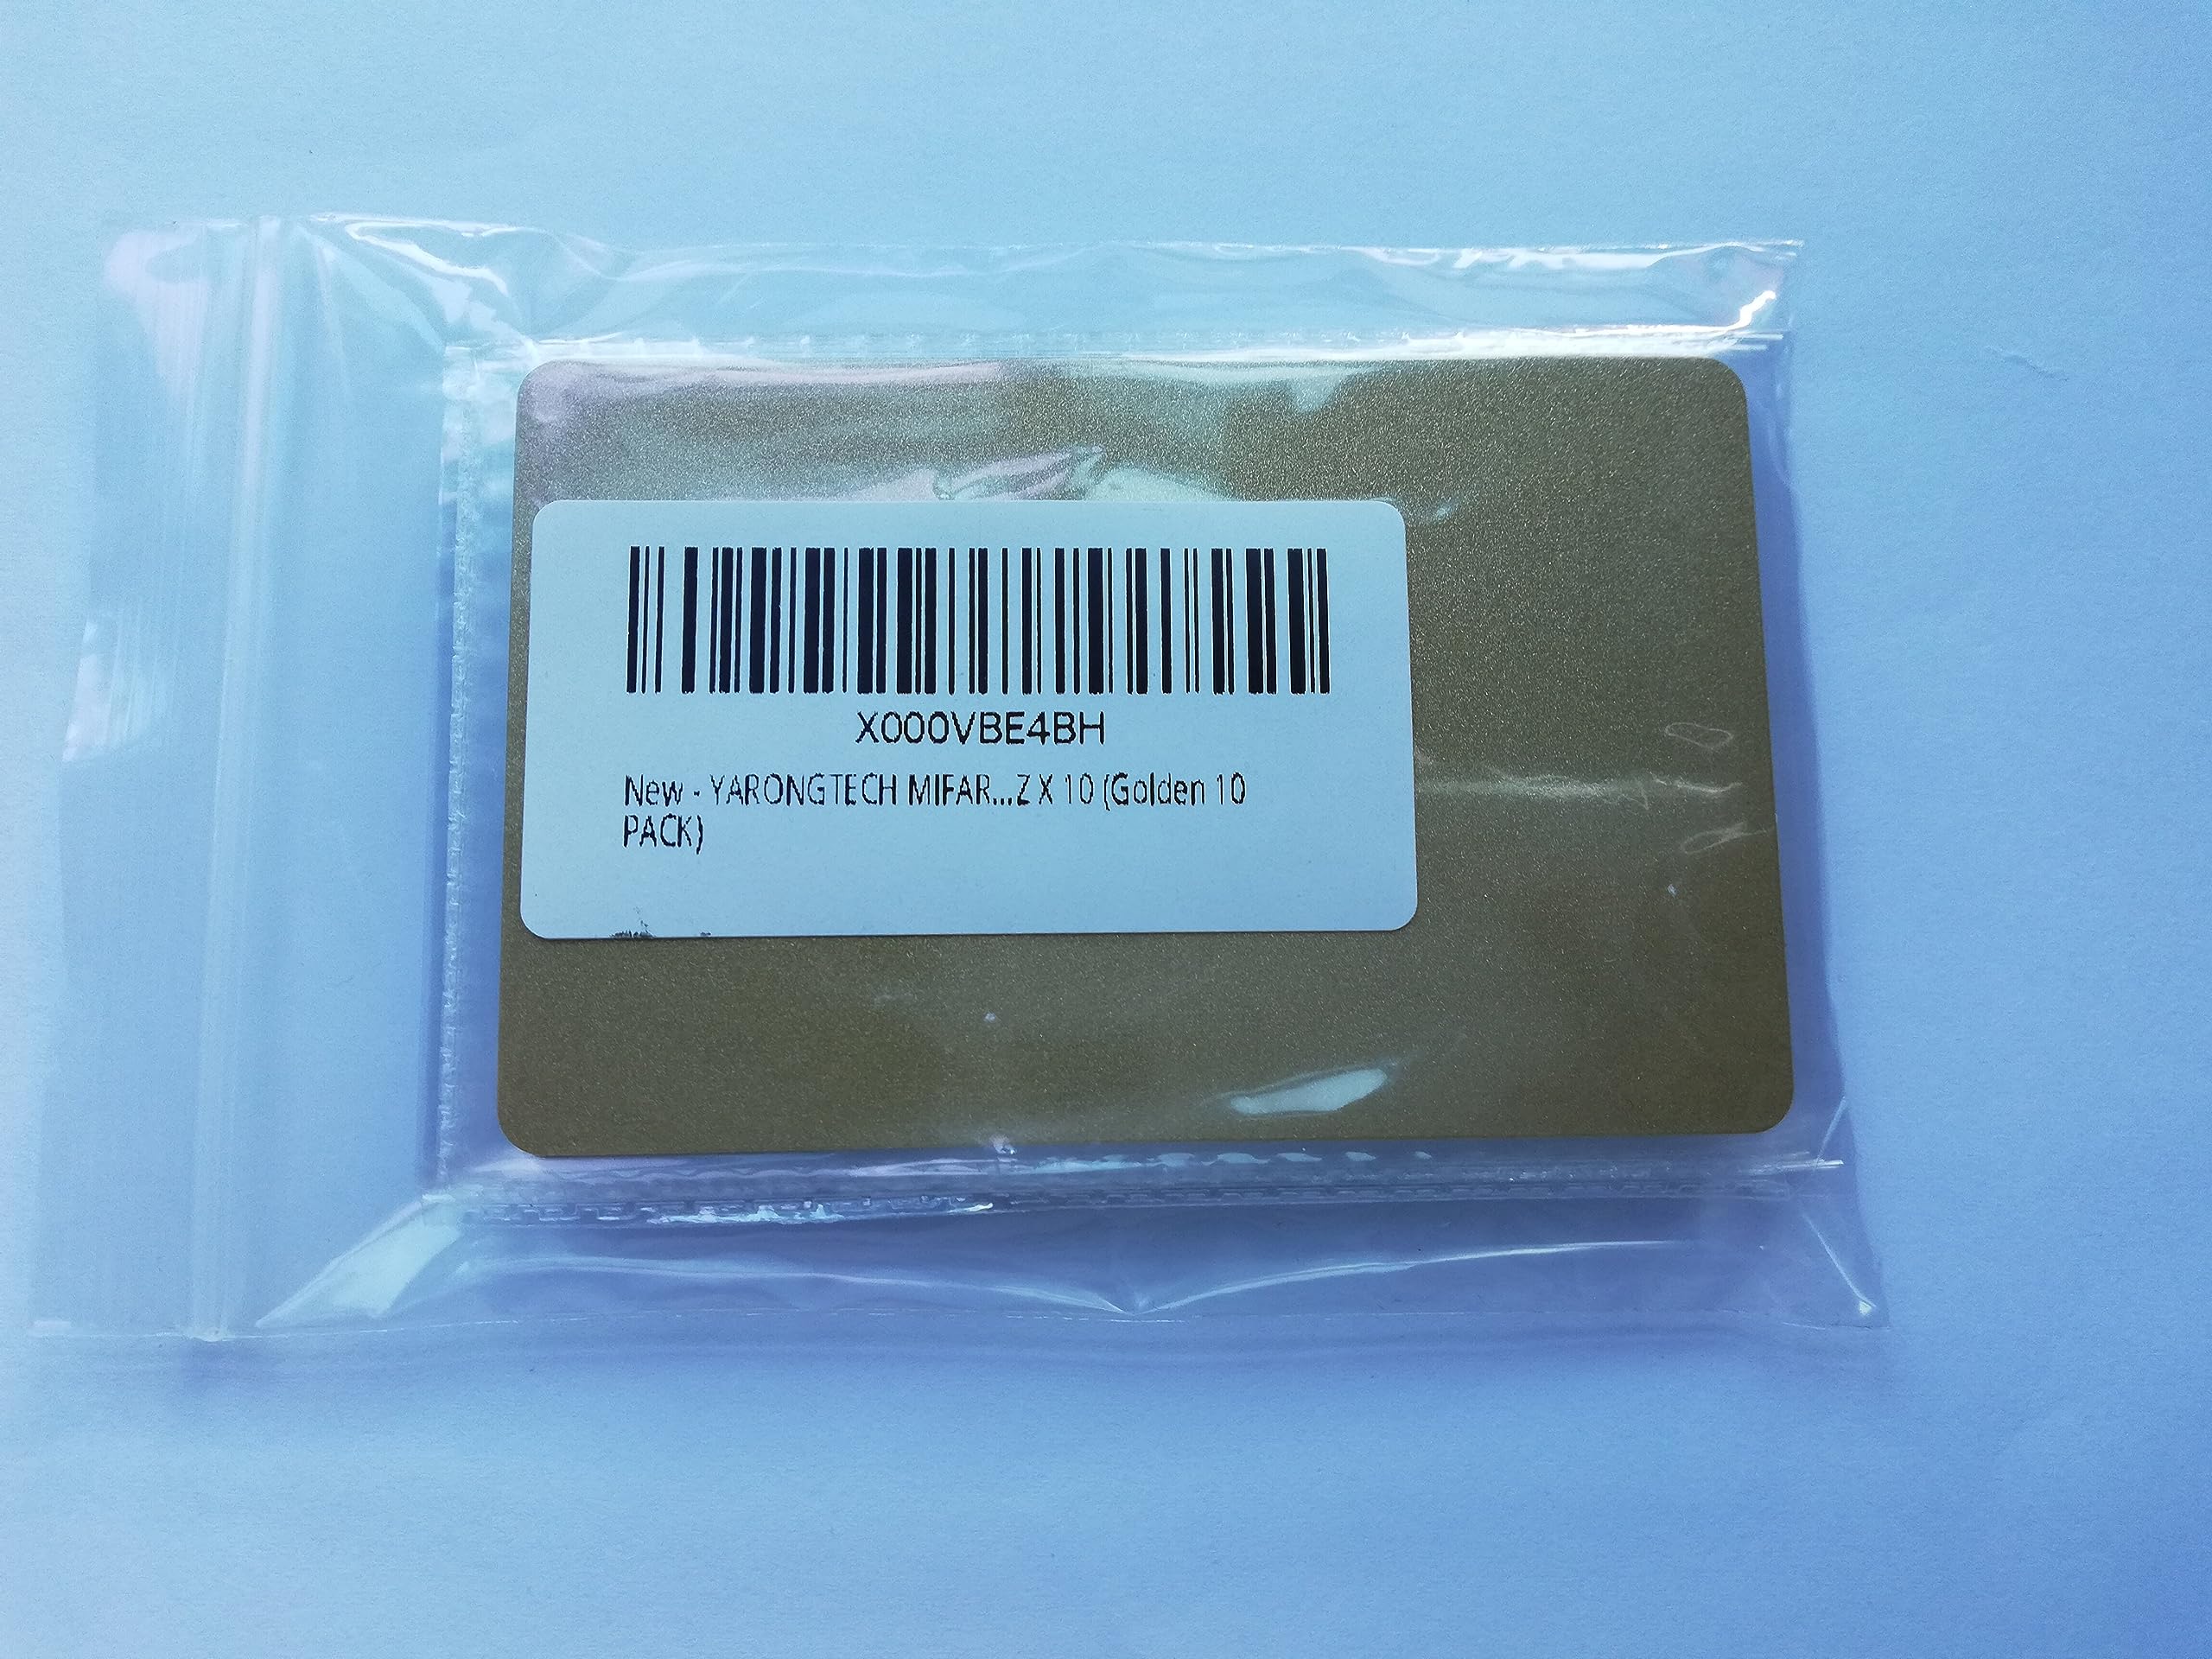 X000VBE4BH
New - YARONGTECH MIFAR...Z X 10 (Golden 10
PACK)